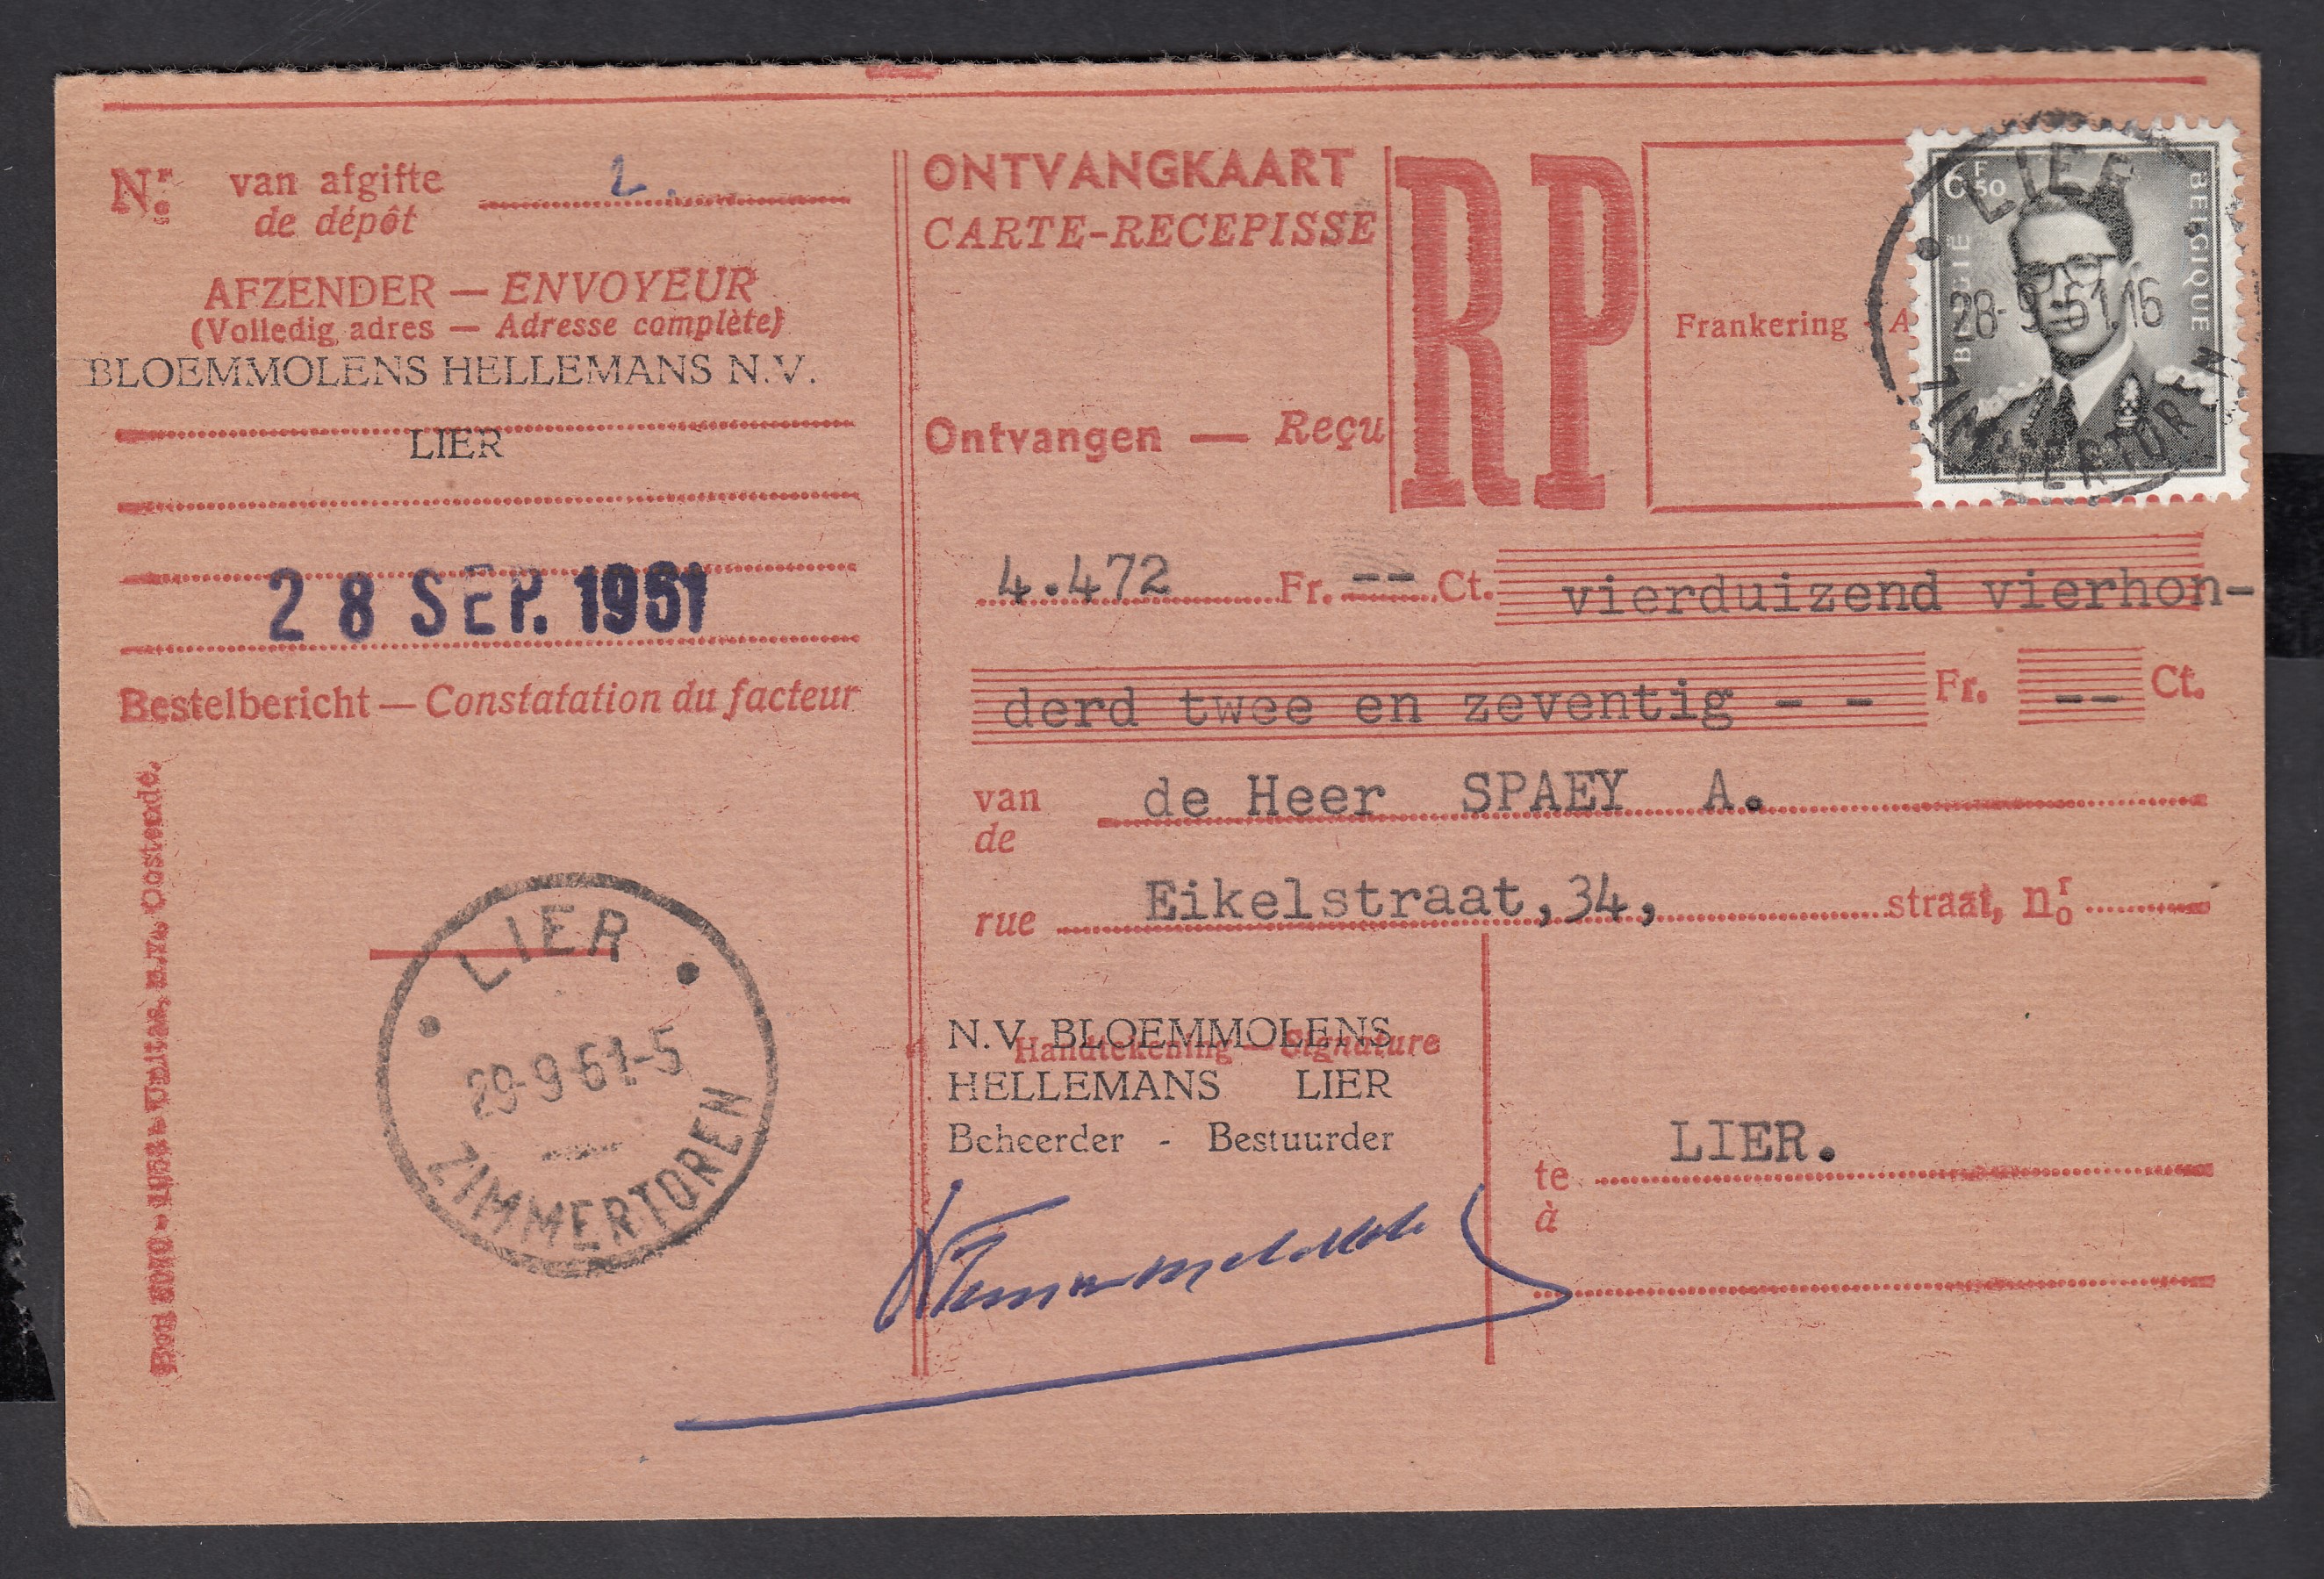 Nr. van afgifte 2.
de dépôt
AFZENDER — ENVOYEUR
(Volledig adres — Adresse complète)
BLOEMMOLENS HELLEMANS N.V.
LIER
28 SEP. 1961
Bestelbericht — Constatation du facteur
LIER
29-9-61-5
ZIMMERTOREN
ONTVANGKAART
CARTE-RECEPISSE
RP
Frankering
6F50
BELGIË BELGIQUE
LIER
28-9-61.16
ZIMMERTOREN
Ontvangen — Reçu
4.472 Fr. -- Ct. vierduizend vierhon-
derd twee en zeventig - - Fr. -- Ct.
van de Heer SPAEY A.
de
rue Eikelstraat, 34, straat, nr
N.V. BLOEMMOLENS
Handtekening — Signature
HELLEMANS LIER
Beheerder - Bestuurder
te LIER.
à